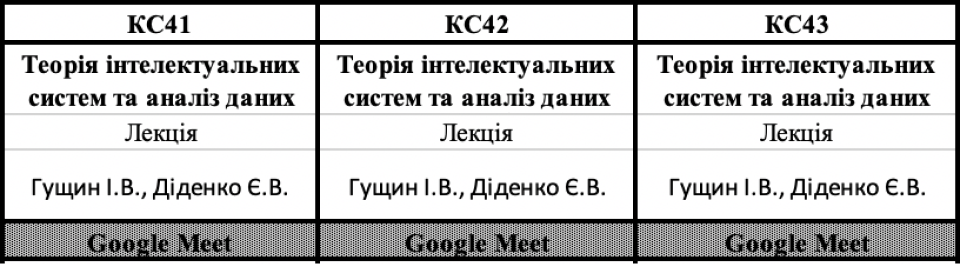 КС41
КС42
КС43
Теорія інтелектуальних
систем та аналіз даних
Теорія інтелектуальних
систем та аналіз даних
Теорія інтелектуальних
систем та аналіз даних
Лекція
Лекція
Лекція
Гущин І.В., Діденко Є.В.
Гущин І.В., Діденко Є.В.
Гущин І.В., Діденко Є.В.
Google Meet
Google Meet
Google Meet